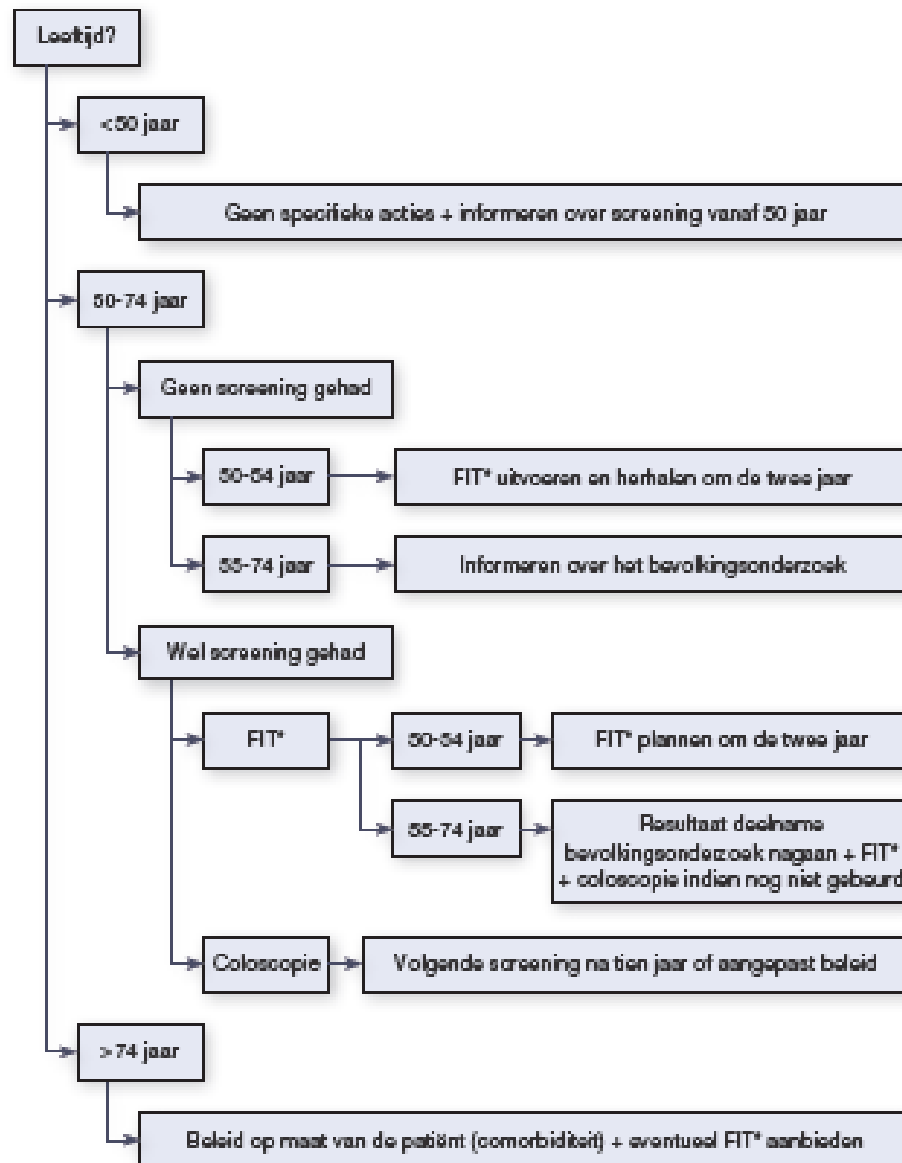 Leeftijd?
<50 jaar
Geen specifieke acties + informeren over screening vanaf 50 jaar
50-74 jaar
Geen screening gehad
50-54 jaar
FIT* uitvoeren en herhalen om de twee jaar
55-74 jaar
Informeren over het bevolkingsonderzoek
Wel screening gehad
FIT*
50-54 jaar
FIT* plannen om de twee jaar
55-74 jaar
Resultaat deelname
bevolkingsonderzoek nagaan + FIT*
+ coloscopie indien nog niet gebeurd
Coloscopie
Volgende screening na tien jaar of aangepast beleid
>74 jaar
Beleid op maat van de patiënt (comorbiditeit) + eventueel FIT* aanbieden